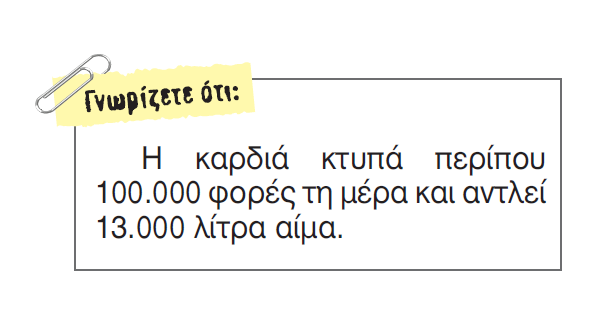 Γνωρίζετε ότι:
Η καρδιά κτυπά περίπου
100.000 φορές τη μέρα και αντλεί
13.000 λίτρα αίμα.